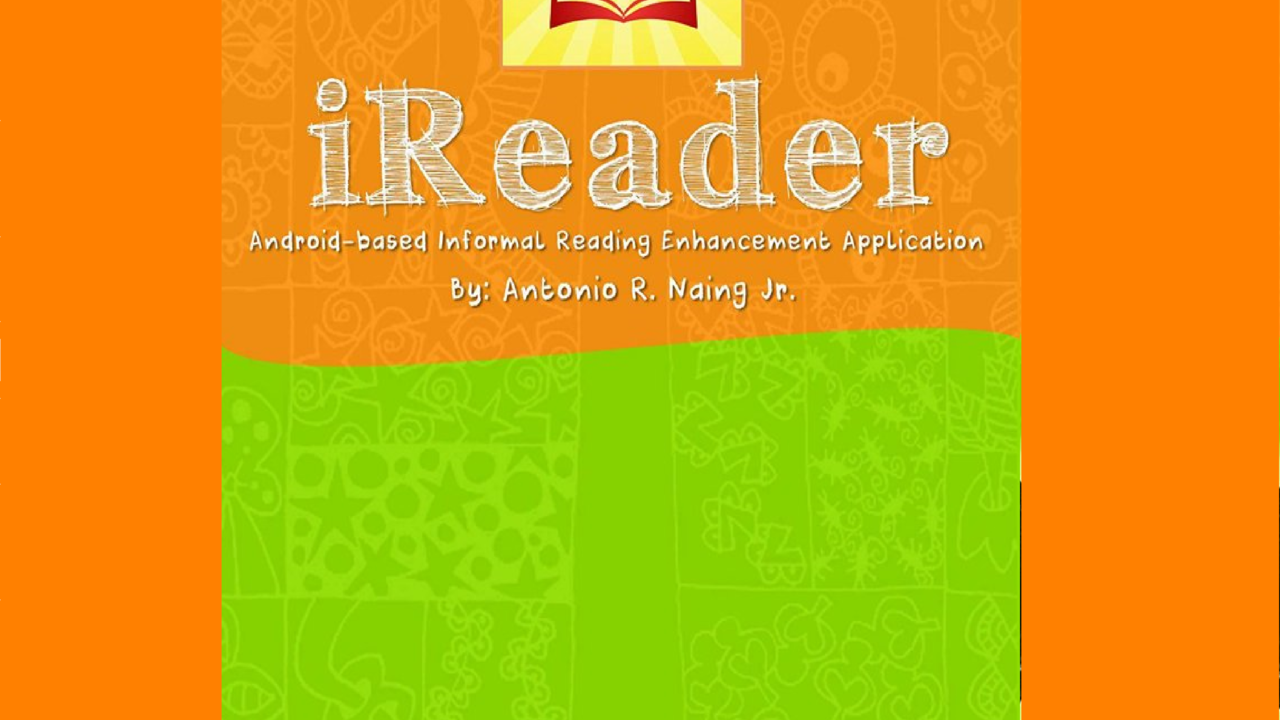 iReader
Android-based Informal Reading Enhancement Application
By: Antonio R. Naing Jr.